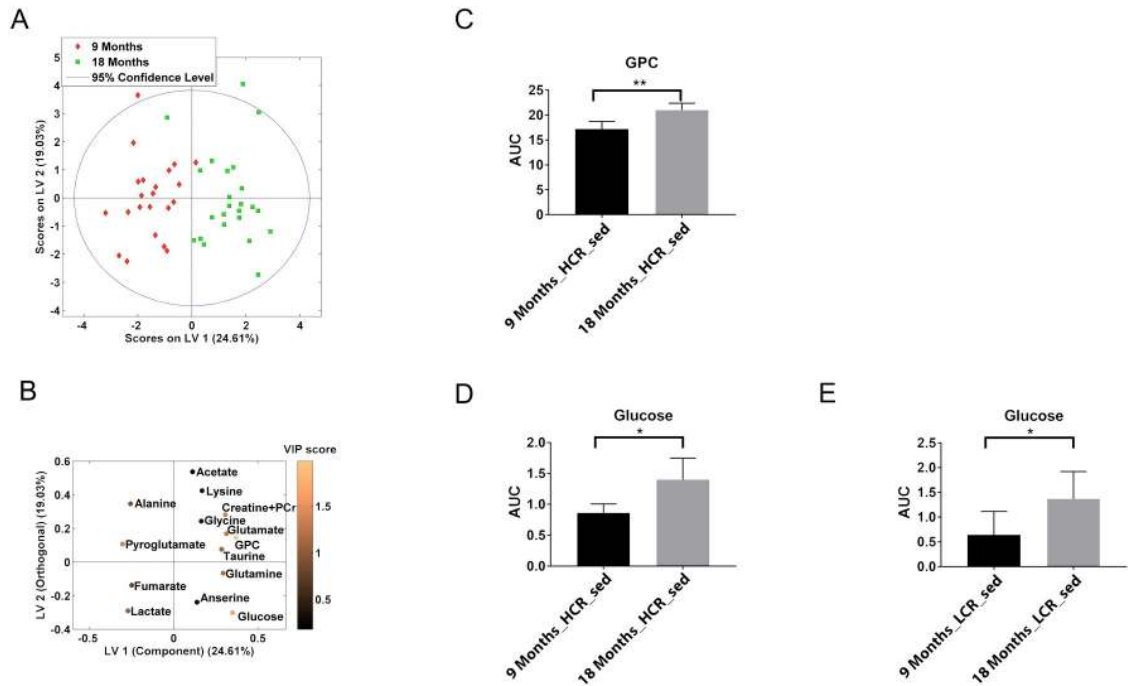 A
9 Months
18 Months
95% Confidence Level
5
4
3
2
1
0
-1
-2
-3
-4
-4
-2
0
2
4
Scores on LV 2 (19.03%)
Scores on LV 1 (24.61%)
B
VIP score
0.6
0.4
0.2
0
-0.2
-0.4
-0.5
0
0.5
LV 2 (Orthogonal) (19.03%)
LV 1 (Component) (24.61%)
Acetate
Lysine
Alanine
Creatine+PCr
Glycine
Glutamate
Pyroglutamate
GPC
Taurine
Glutamine
Fumarate
Anserine
Lactate
Glucose
1.5
1
0.5
C
GPC
**
25
20
15
10
5
0
AUC
9 Months_HCR_sed
18 Months_HCR_sed
D
Glucose
*
2.0
1.5
1.0
0.5
0.0
AUC
9 Months_HCR_sed
18 Months_HCR_sed
E
Glucose
*
2.5
2.0
1.5
1.0
0.5
0.0
AUC
9 Months_LCR_sed
18 Months_LCR_sed